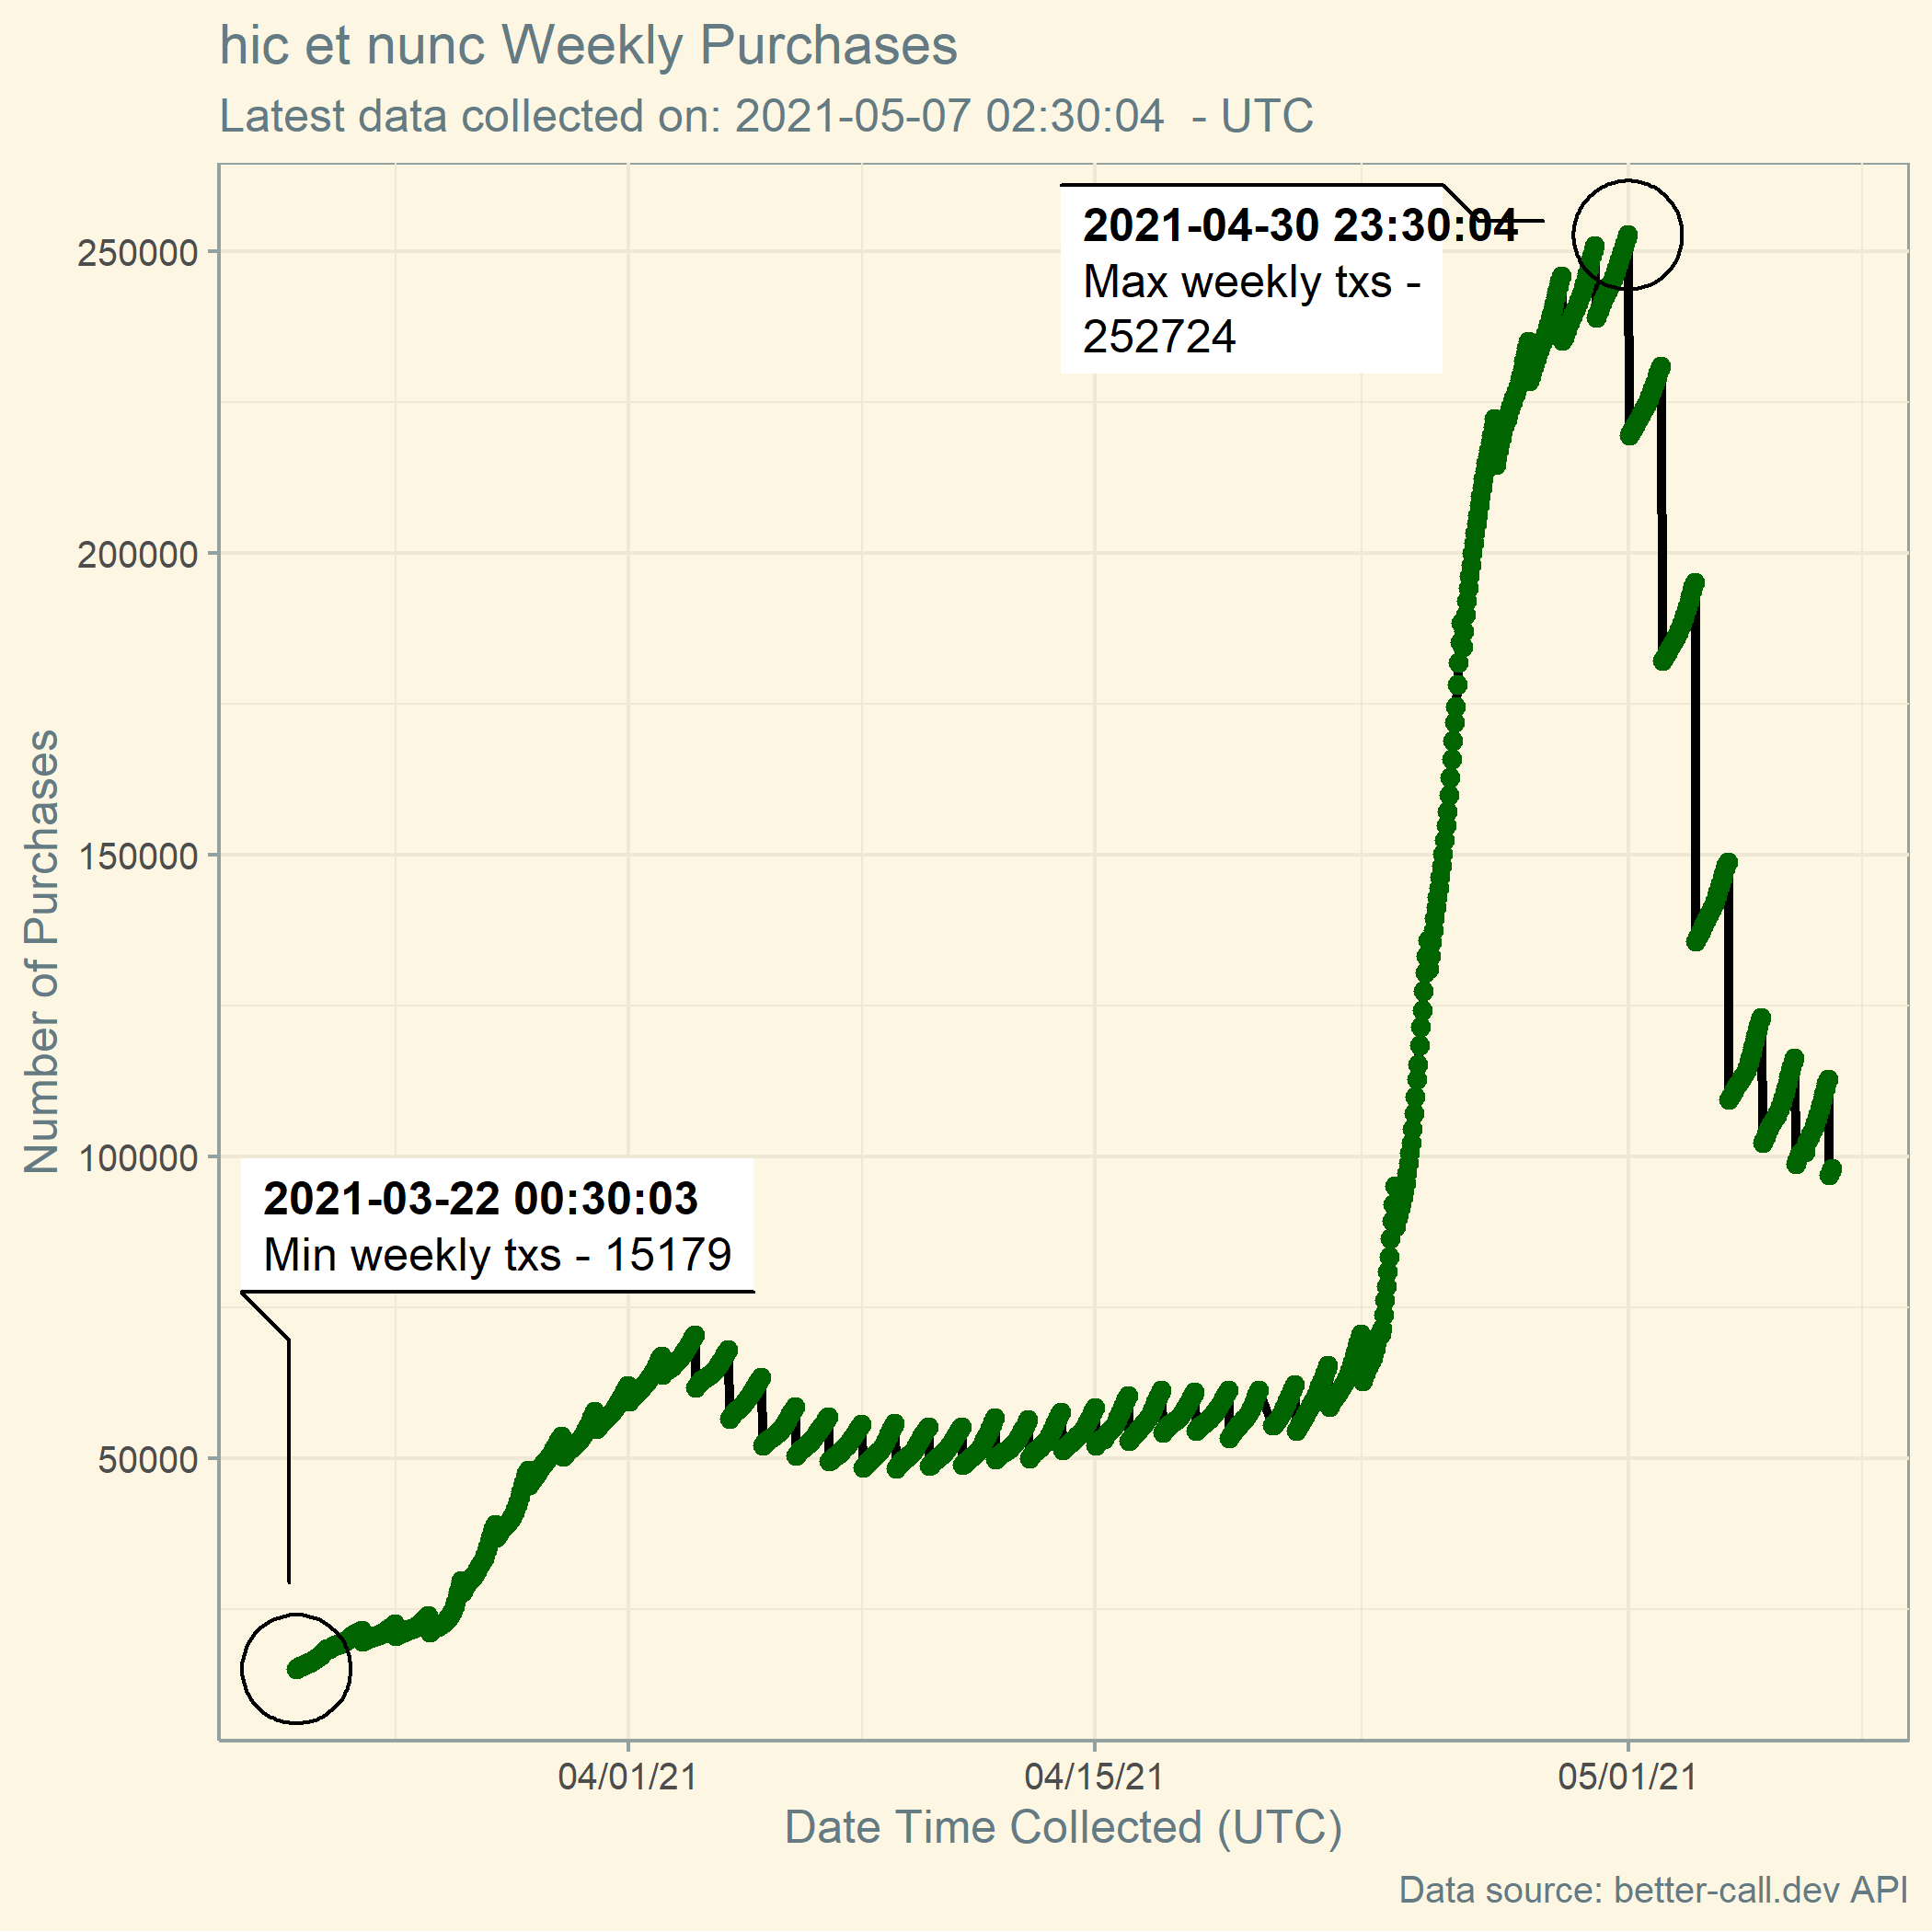 hic et nunc Weekly Purchases
Latest data collected on: 2021-05-07 02:30:04  - UTC
2021-04-30 23:30:04
Max weekly txs -
252724
250000
200000
150000
100000
50000
Number of Purchases
2021-03-22 00:30:03
Min weekly txs - 15179
04/01/21
04/15/21
05/01/21
Date Time Collected (UTC)
Data source: better-call.dev API